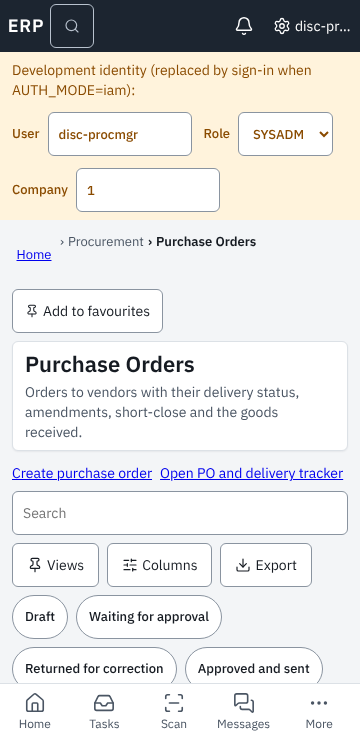 ERP
disc-pr...
Development identity (replaced by sign-in when
AUTH_MODE=iam):
User disc-procmgr Role SYSADM
Company 1
Home › Procurement › Purchase Orders
Add to favourites
Purchase Orders
Orders to vendors with their delivery status,
amendments, short-close and the goods
received.
Create purchase order Open PO and delivery tracker
Search
Views Columns Export
Draft Waiting for approval
Returned for correction Approved and sent
Home Tasks Scan Messages More